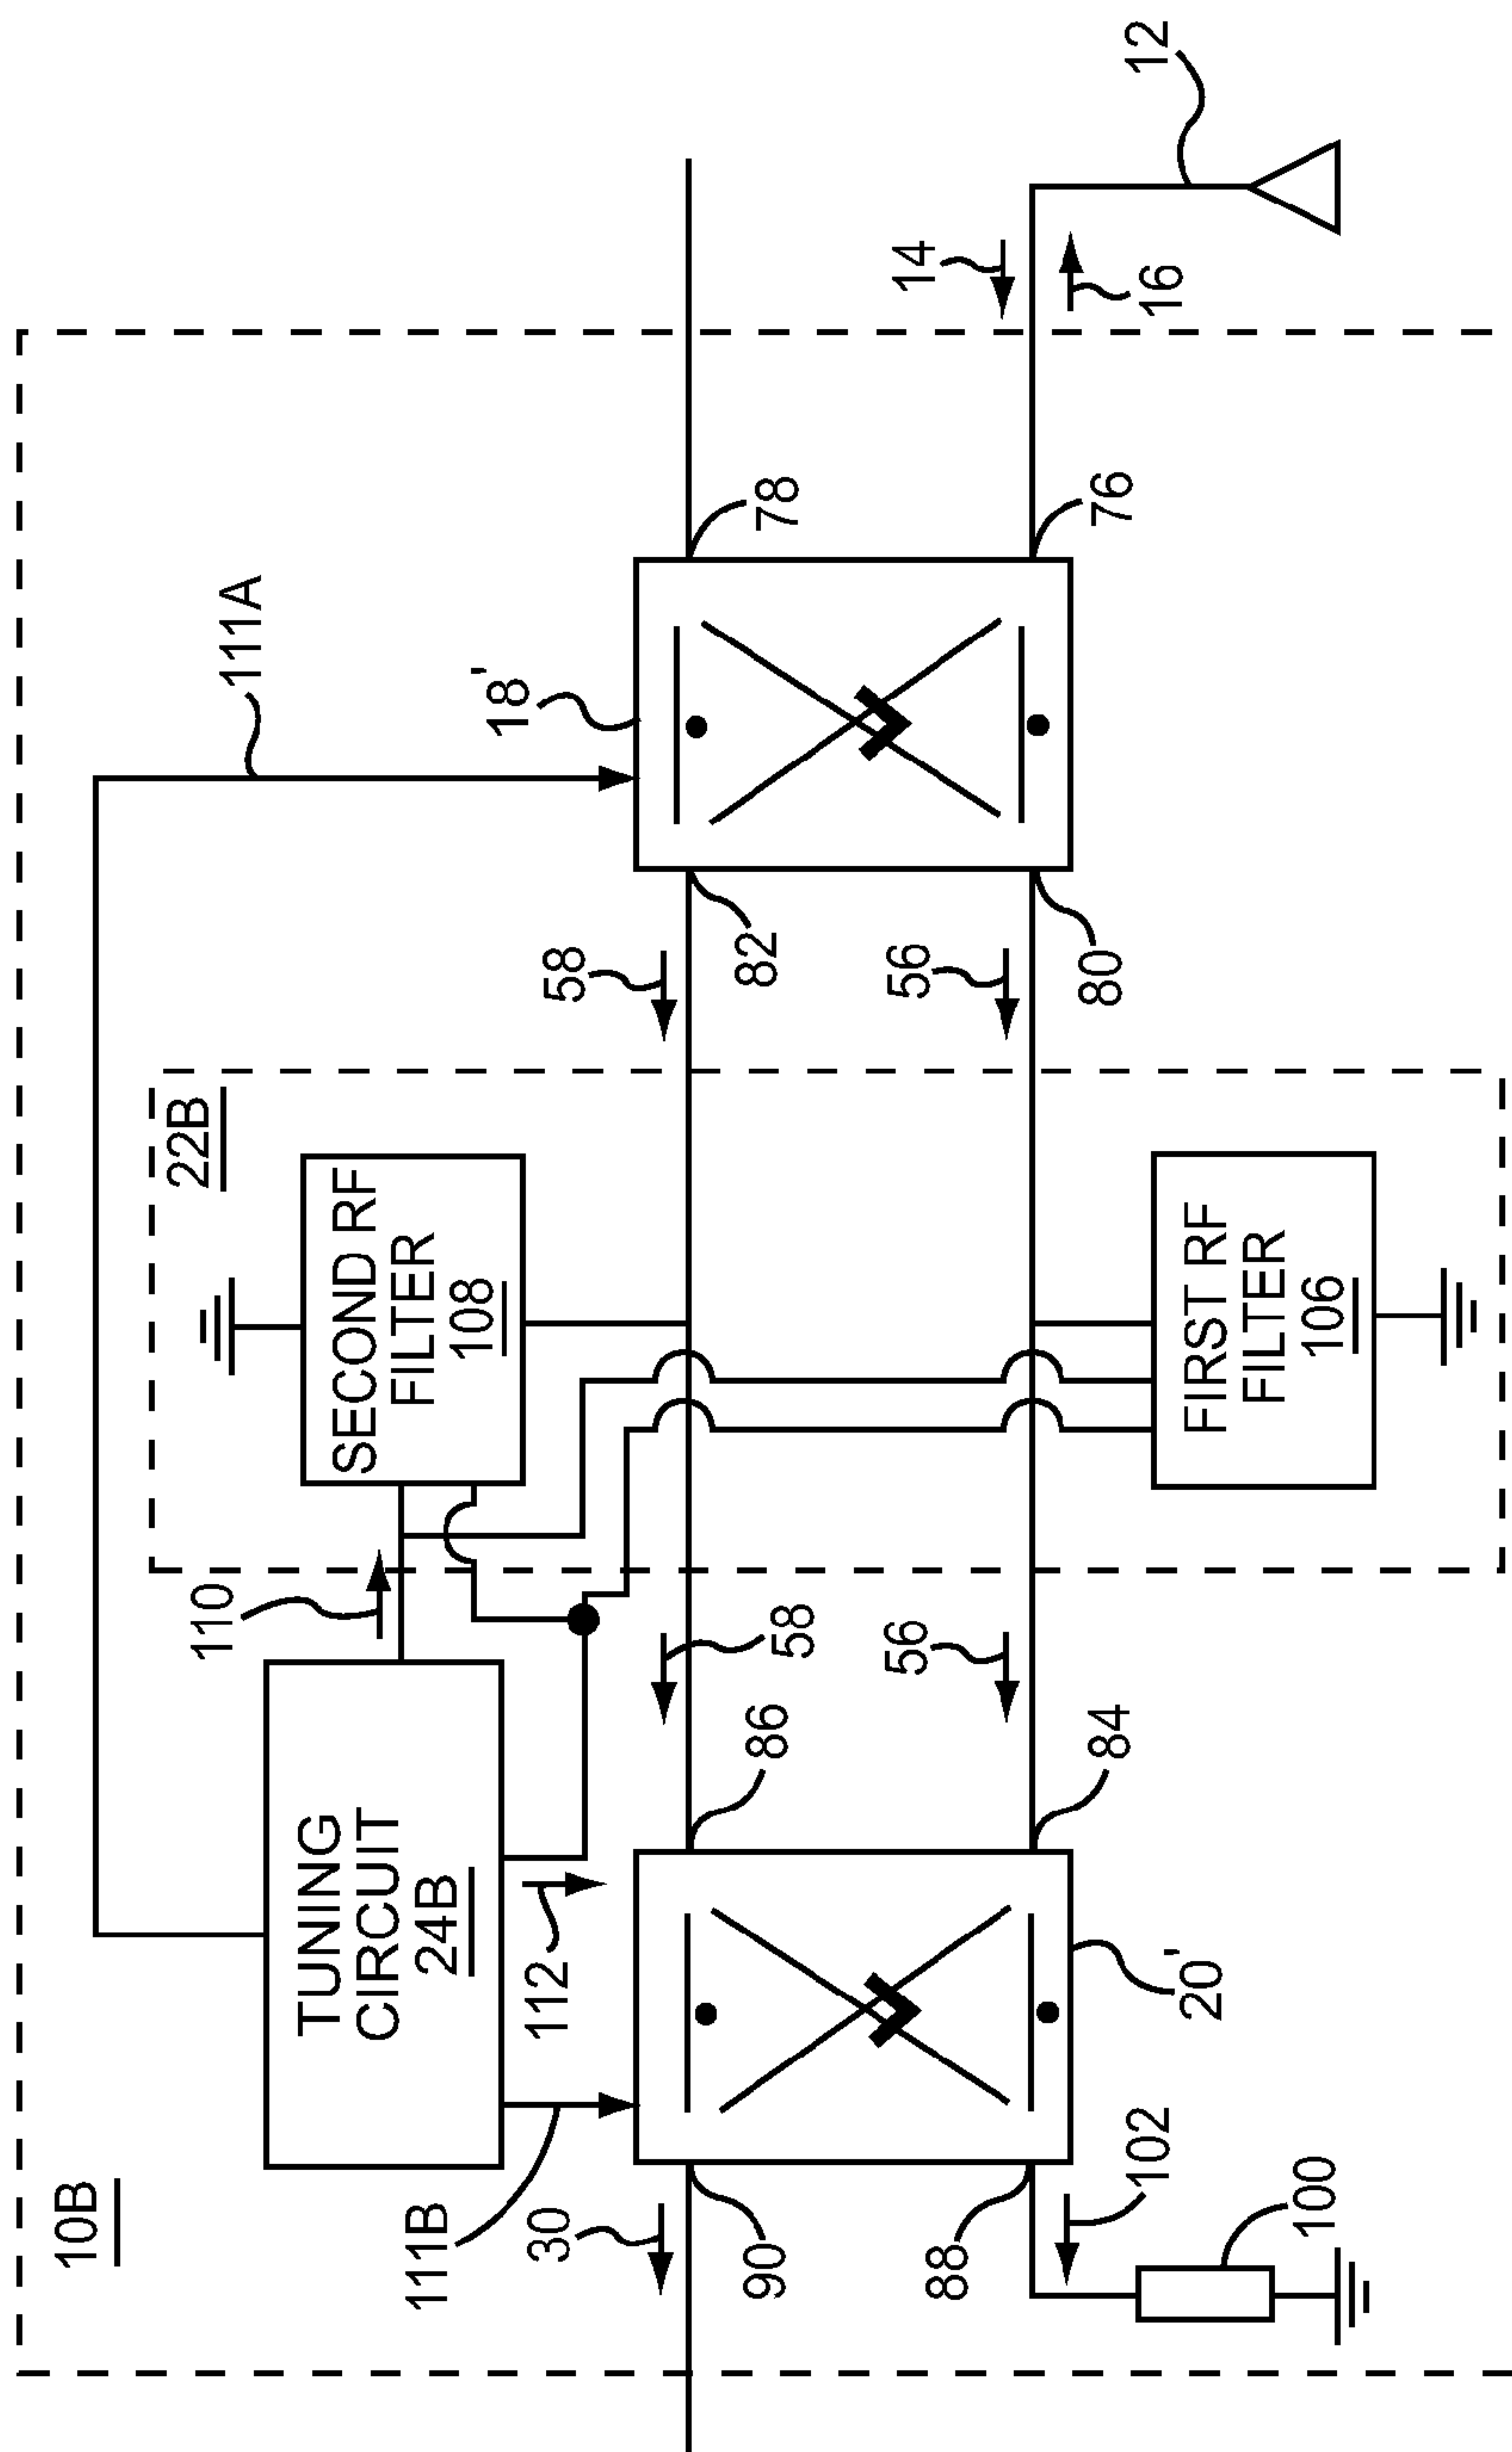 10B
TUNING
CIRCUIT
24B
110
22B
SECOND RF
FILTER
108
111A
18'
111B
112
30
90
86
58
58
82
78
14
12
16
56
56
84
80
76
88
102
100
20'
FIRST RF
FILTER
106